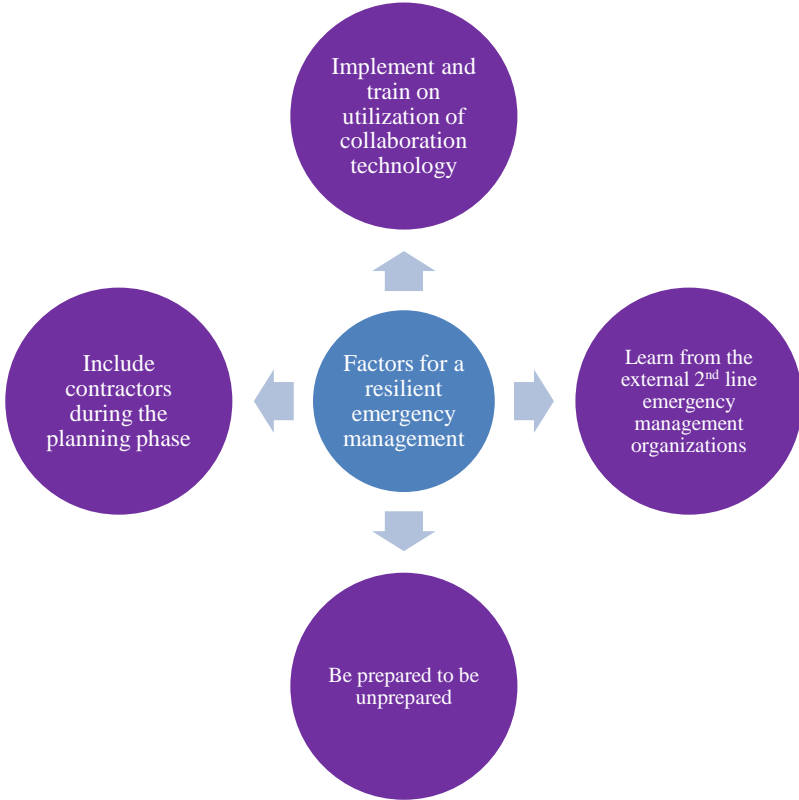 Implement and
train on
utilization of
collaboration
technology
Include
contractors
during the
planning phase
Factors for a
resilient
emergency
management
Learn from the
external 2nd line
emergency
management
organizations
Be prepared to be
unprepared